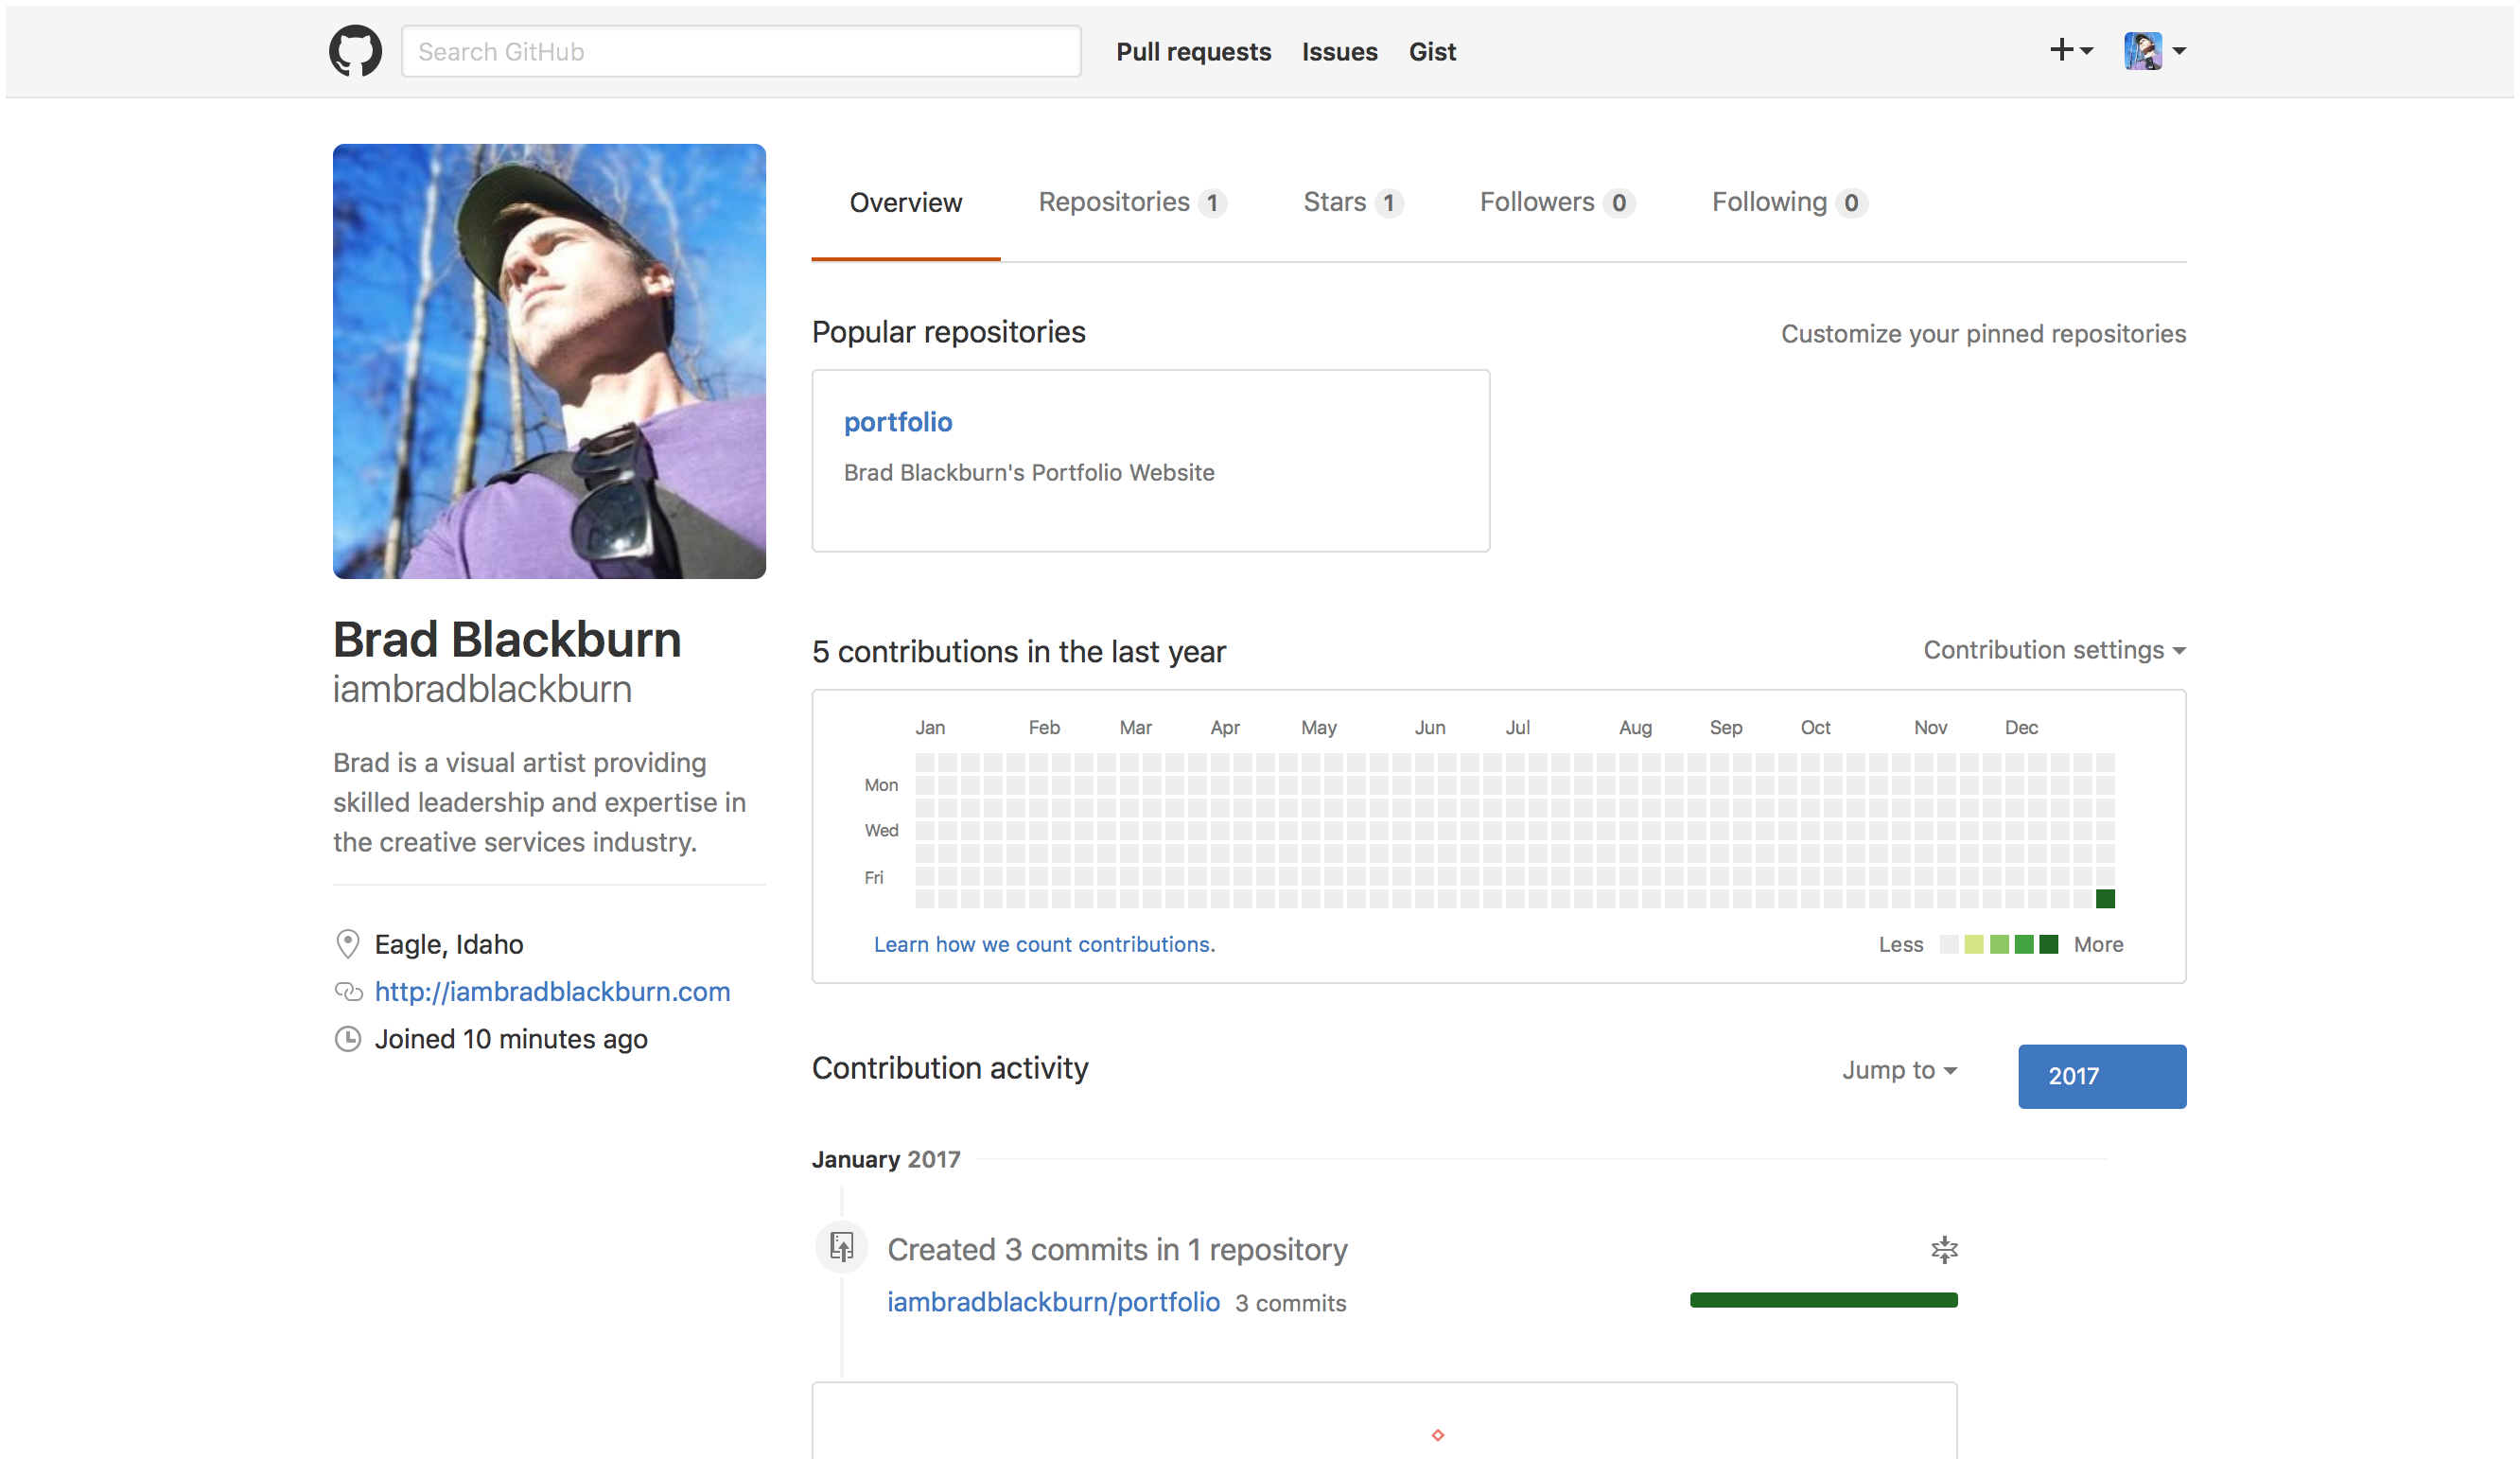 Search GitHub
Pull requests Issues Gist
Overview Repositories 1 Stars 1 Followers 0 Following 0
Popular repositories Customize your pinned repositories
portfolio
Brad Blackburn's Portfolio Website
Brad Blackburn
iambradblackburn
Brad is a visual artist providing
skilled leadership and expertise in
the creative services industry.
Eagle, Idaho
http://iambradblackburn.com
Joined 10 minutes ago
5 contributions in the last year Contribution settings
Jan Feb Mar Apr May Jun Jul Aug Sep Oct Nov Dec
Mon
Wed
Fri
Learn how we count contributions. Less More
Contribution activity Jump to 2017
January 2017
Created 3 commits in 1 repository
iambradblackburn/portfolio 3 commits